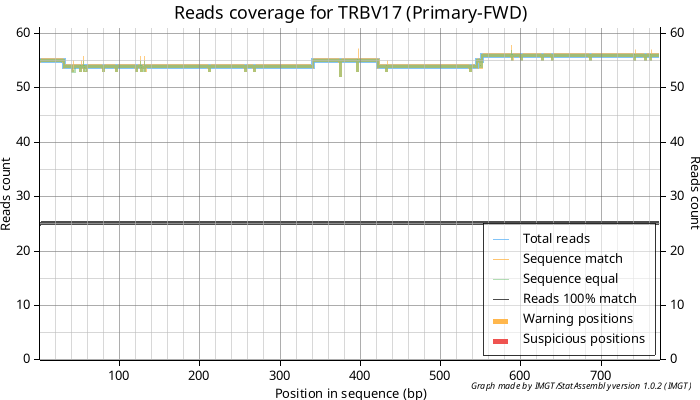 Reads coverage for TRBV17 (Primary-FWD)
60 60
50 50
40 40
30 30
20 20
10 10
0 0
Reads count
Reads count
Total reads
Sequence match
Sequence equal
Reads 100% match
Warning positions
Suspicious positions
100 200 300 400 500 600 700
Position in sequence (bp)
Graph made by IMGT/StatAssembly version 1.0.2 (IMGT)